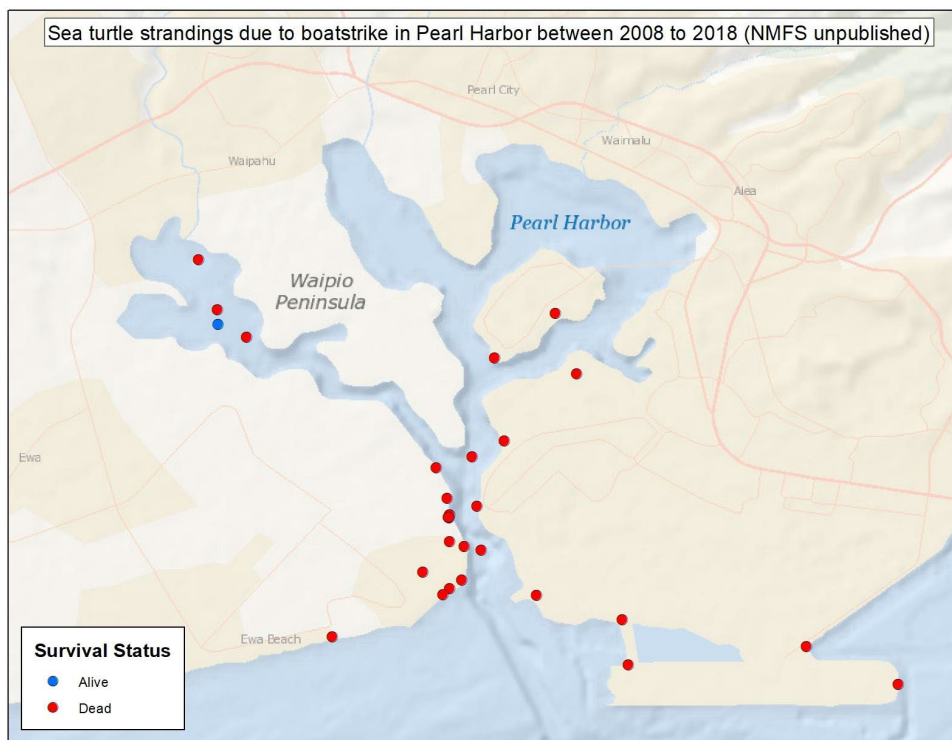 Sea turtle strandings due to boatstrike in Pearl Harbor between 2008 to 2018 (NMFS unpublished)
Pearl City
Waimalu
Waipahu
Aiea
Pearl Harbor
Waipio
Peninsula
Ewa
Ewa Beach
Survival Status
Alive
Dead